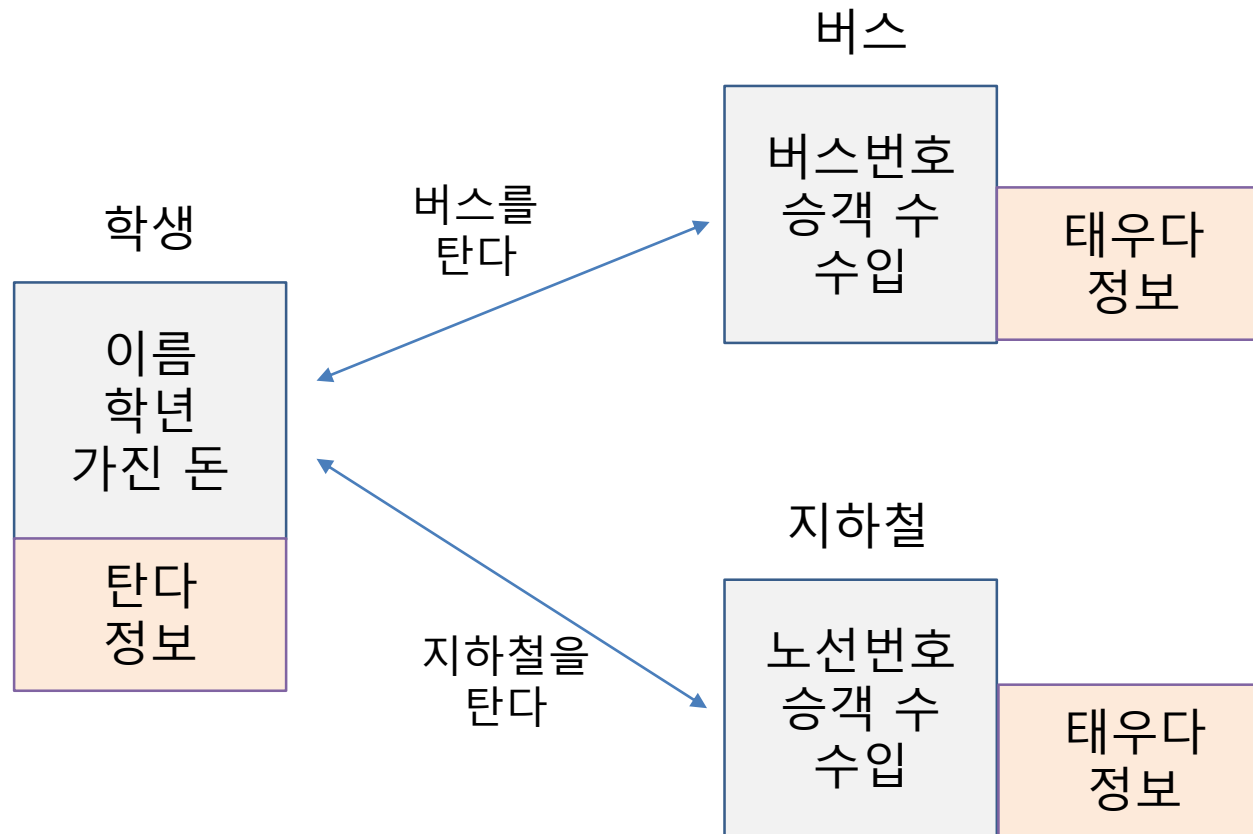 버스
버스번호
승객 수
수입
태우다
정보
버스를
탄다
학생
이름
학년
가진 돈
탄다
정보
지하철
지하철을
탄다
노선번호
승객 수
수입
태우다
정보